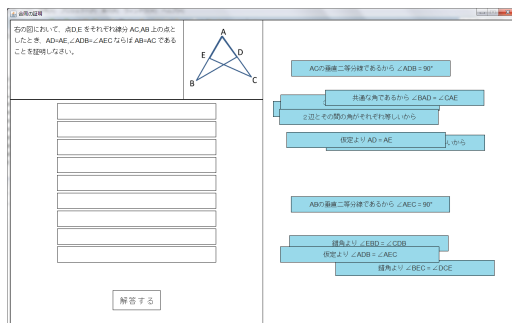 合同の証明
右の図において、点D,E をそれぞれ線分 AC,AB 上の点と
したとき、AD=AE,∠ADB=∠AEC ならば AB=AC である
ことを証明しなさい。
A
E
D
B
C
ACの垂直二等分線であるから ∠ADB = 90°
共通な角であるから ∠BAD = ∠CAE
２辺とその間の角がそれぞれ等しいから
仮定より AD = AE
いから
ABの垂直二等分線であるから ∠AEC = 90°
錯角より ∠EBD = ∠CDB
仮定より ∠ADB = ∠AEC
錯角より ∠BEC = ∠DCE
解答する